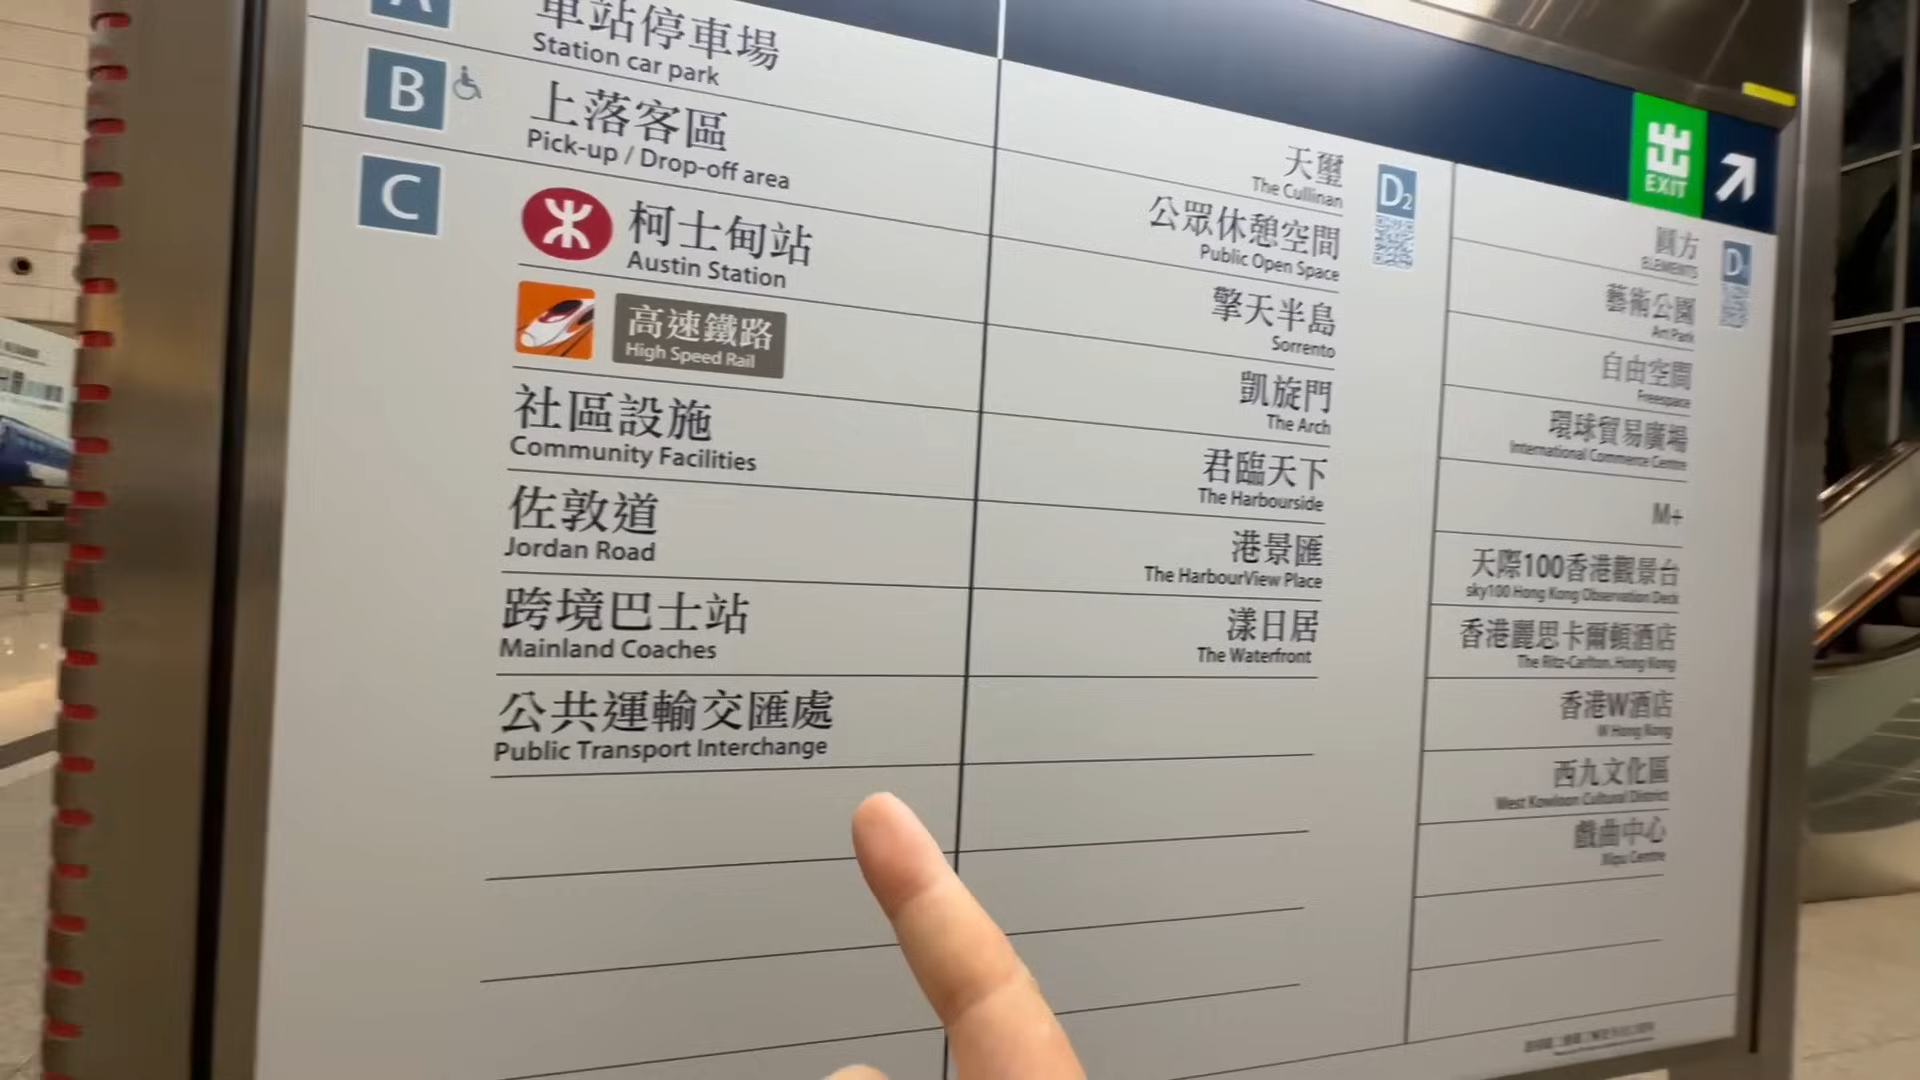 A
車站停車場
Station car park
B
上落客區
Pick-up / Drop-off area
C
柯士甸站
Austin Station
高速鐵路
High Speed Rail
社區設施
Community Facilities
佐敦道
Jordan Road
跨境巴士站
Mainland Coaches
公共運輸交匯處
Public Transport Interchange
D2
天璽
The Cullinan
公眾休憩空間
Public Open Space
擎天半島
Sorrento
凱旋門
The Arch
君臨天下
The Harbourside
港景匯
The HarbourView Place
漾日居
The Waterfront
出
EXIT
圓方
ELEMENTS
藝術公園
Art Park
自由空間
Freespace
環球貿易廣場
International Commerce Centre
M+
天際100香港觀景台
sky100 Hong Kong Observation Deck
香港麗思卡爾頓酒店
The Ritz-Carlton, Hong Kong
香港W酒店
W Hong Kong
西九文化區
West Kowloon Cultural District
戲曲中心
Xiqu Centre